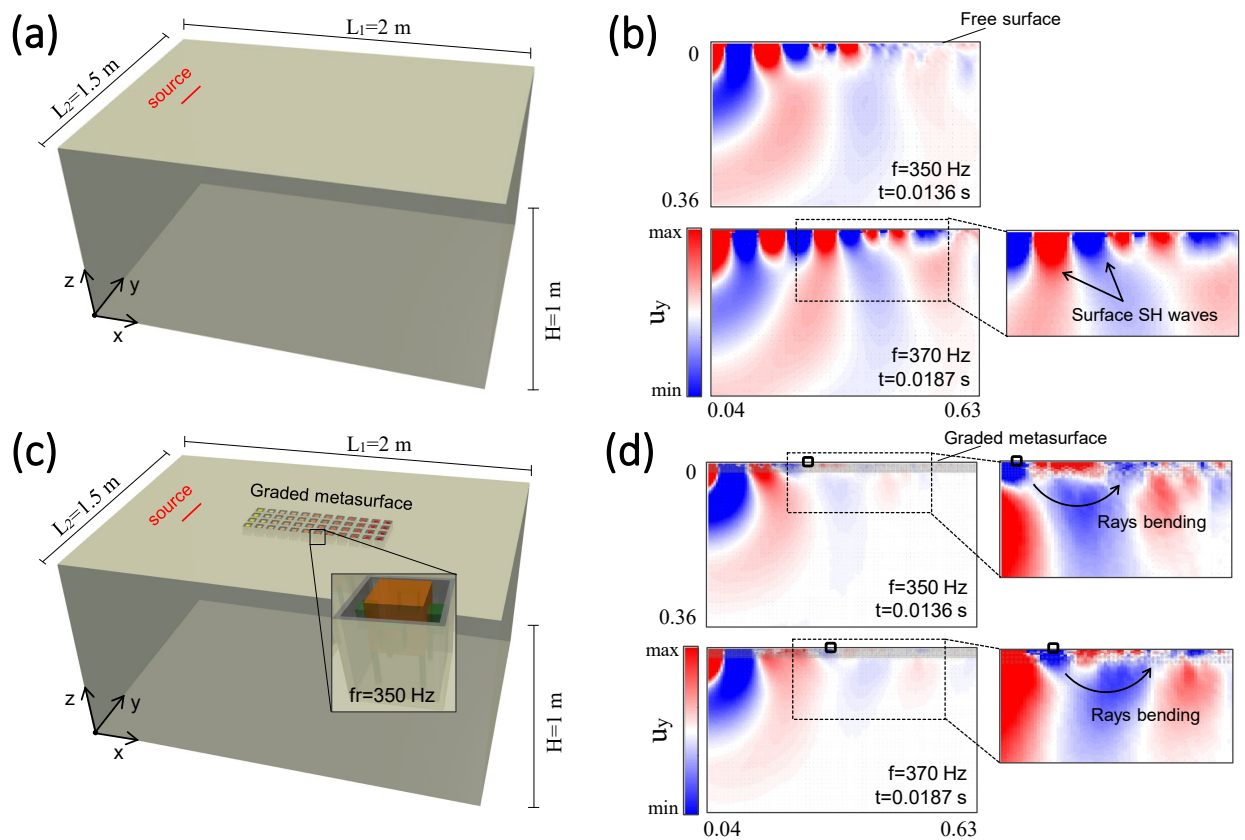 (a)
L₁=2 m
L₂=1.5 m
source
z
y
x
H=1 m
(b)
Free surface
0
f=350 Hz
t=0.0136 s
0.36
max
uy
min
f=370 Hz
t=0.0187 s
0.04
0.63
Surface SH waves
(c)
L₁=2 m
L₂=1.5 m
source
Graded metasurface
fr=350 Hz
z
y
x
H=1 m
(d)
Graded metasurface
0
f=350 Hz
t=0.0136 s
0.36
Rays bending
max
uy
min
f=370 Hz
t=0.0187 s
0.04
0.63
Rays bending